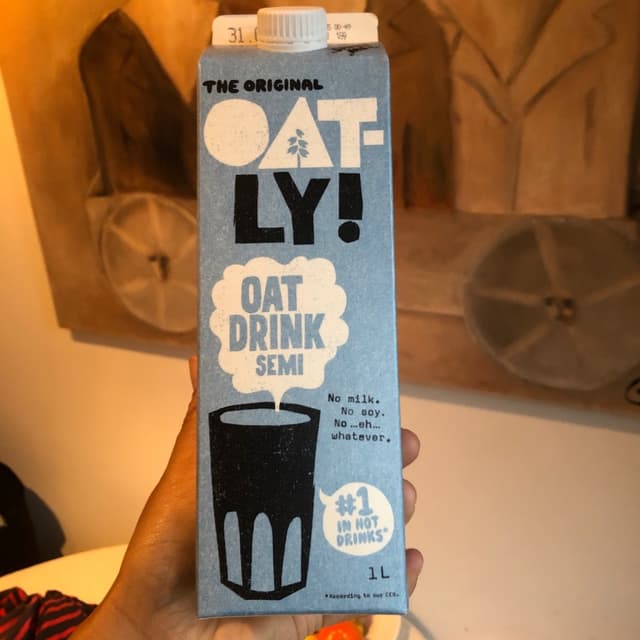 31.
THE ORIGINAL
OAT-
LY!
OAT
DRINK
SEMI
No milk.
No soy.
No …eh…
whatever.
#1
IN HOT
DRINKS*
1L
*According to our CEO.